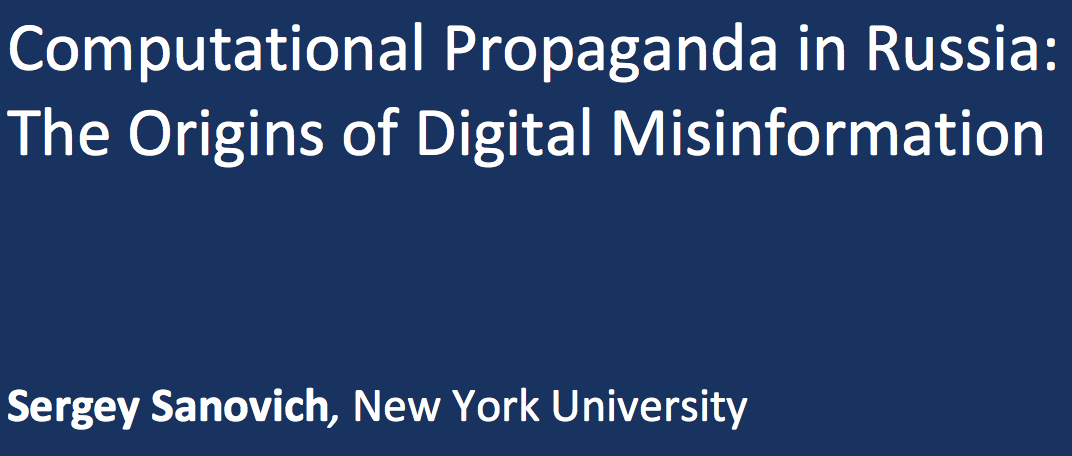 Computational Propaganda in Russia:
The Origins of Digital Misinformation
Sergey Sanovich, New York University